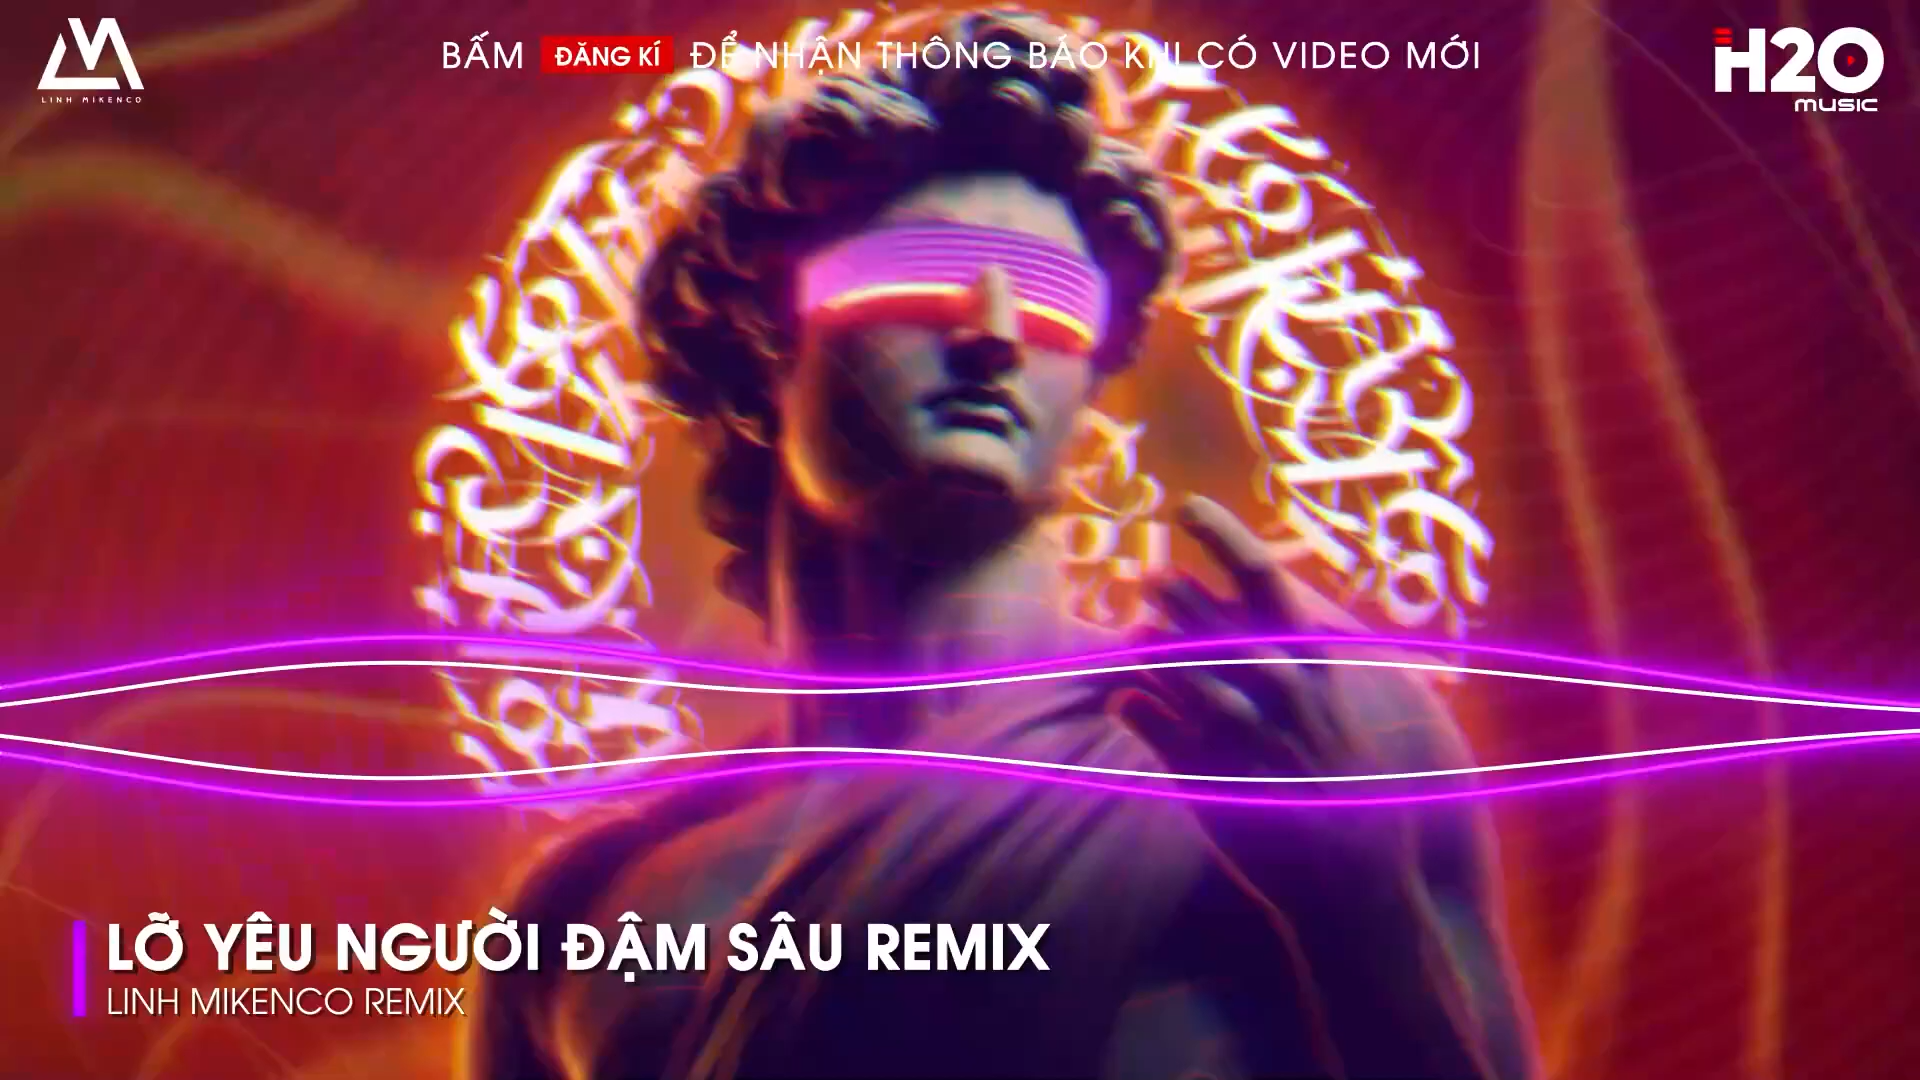 LINH MIKENCO
BẤM ĐĂNG KÍ ĐỂ NHẬN THÔNG BÁO KHI CÓ VIDEO MỚI
H2O
MUSIC
LỠ YÊU NGƯỜI ĐẬM SÂU REMIX
LINH MIKENCO REMIX